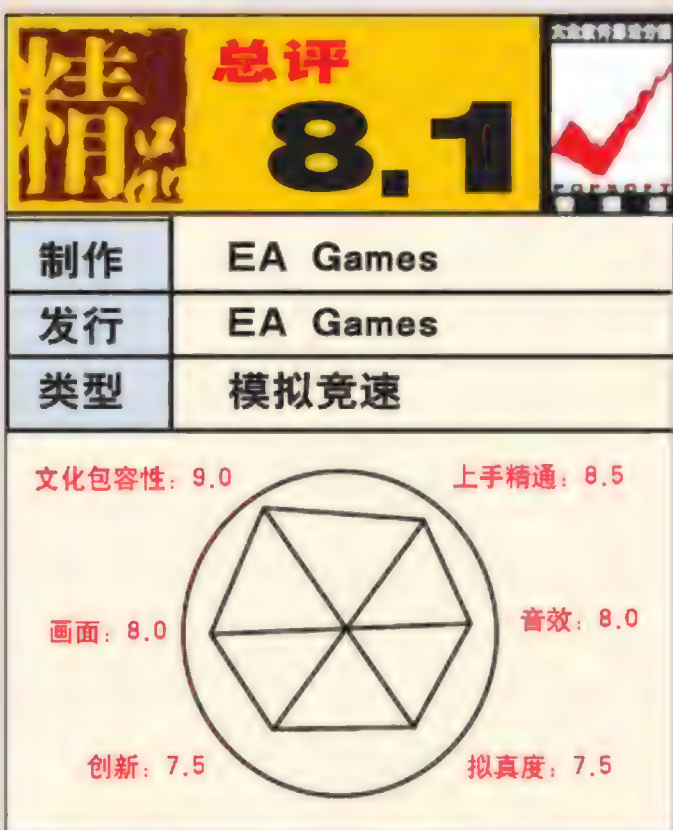 精品
总评
8.1
制作 EA Games
发行 EA Games
类型 模拟竞速
文化包容性: 9.0 上手精通: 8.5
画面: 8.0 音效: 8.0
创新: 7.5 拟真度: 7.5